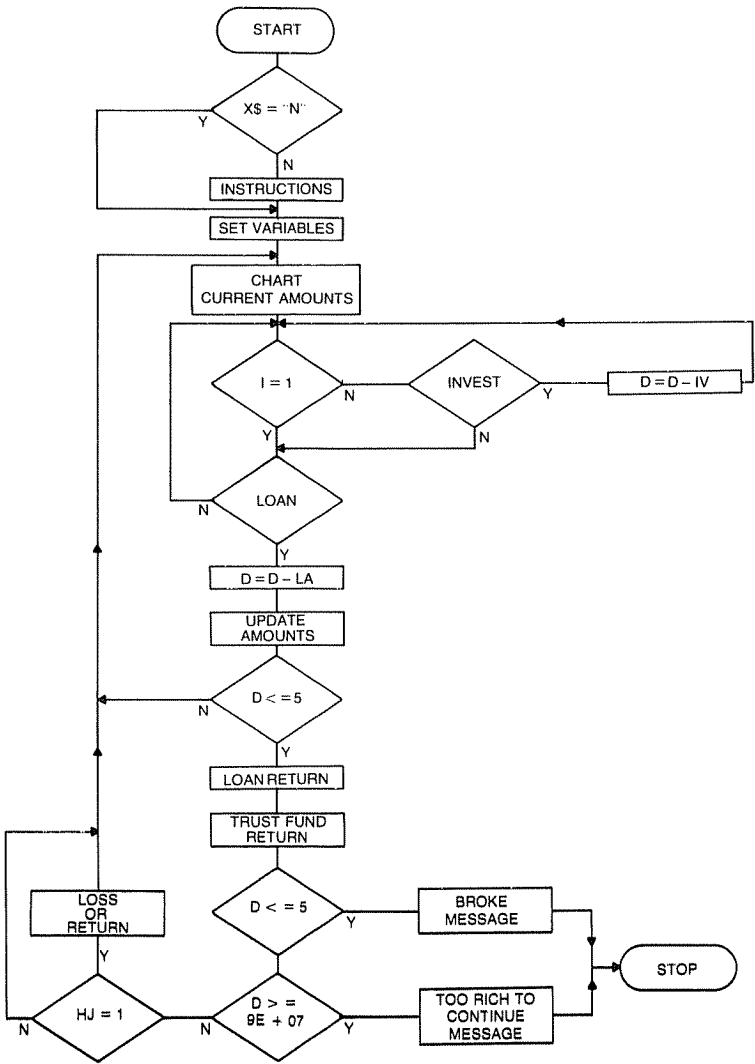 START
X$ = "N"
Y
N
INSTRUCTIONS
SET VARIABLES
CHART
CURRENT AMOUNTS
I = 1
N
INVEST
Y
D = D - IV
Y
N
LOAN
N
Y
D = D - LA
UPDATE
AMOUNTS
D < = 5
N
Y
LOAN RETURN
TRUST FUND
RETURN
LOSS
OR
RETURN
D < = 5
Y
BROKE
MESSAGE
Y
STOP
HJ = 1
N
D > =
9E + 07
N
Y
TOO RICH TO
CONTINUE
MESSAGE